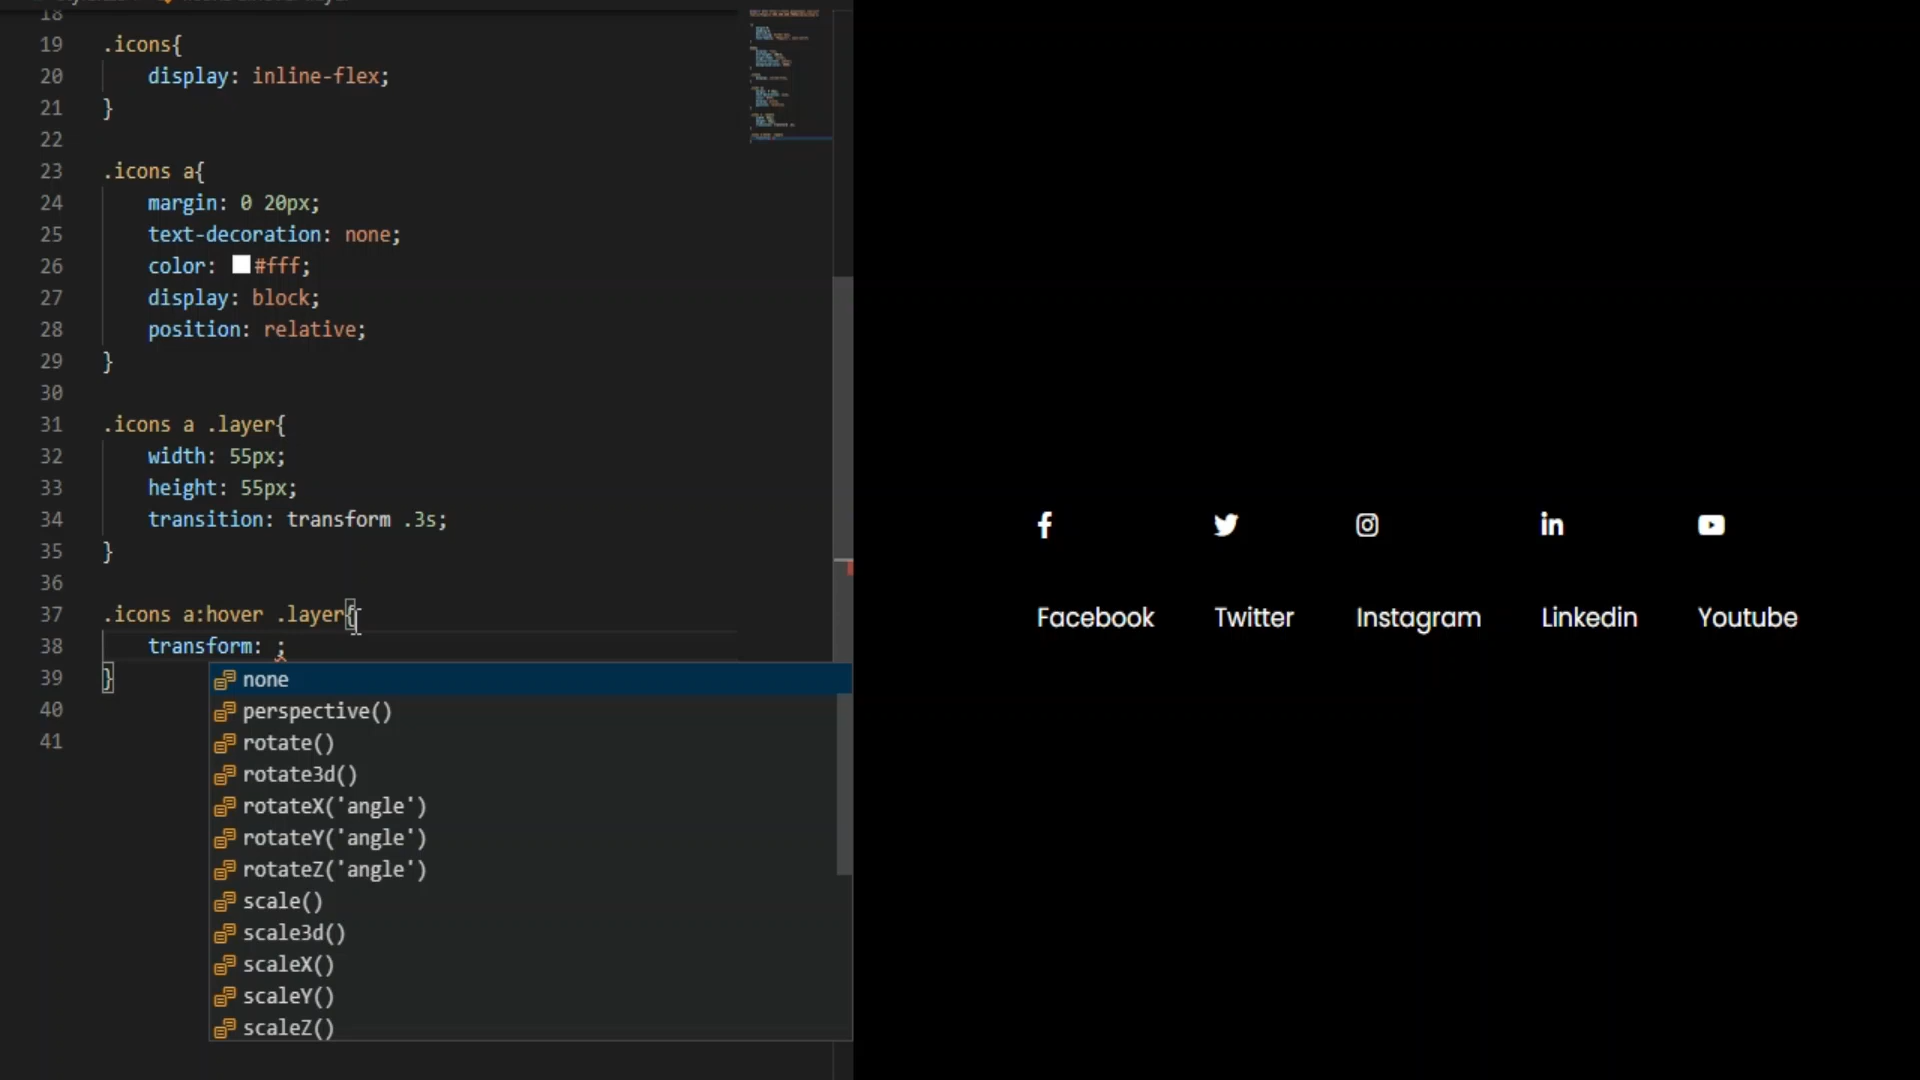 18
19 .icons{
20 display: inline-flex;
21 }
22
23 .icons a{
24 margin: 0 20px;
25 text-decoration: none;
26 color: #fff;
27 display: block;
28 position: relative;
29 }
30
31 .icons a .layer{
32 width: 55px;
33 height: 55px;
34 transition: transform .3s;
35 }
36
37 .icons a:hover .layer{
38 transform: ;
39 }
40
41
none
perspective()
rotate()
rotate3d()
rotateX('angle')
rotateY('angle')
rotateZ('angle')
scale()
scale3d()
scaleX()
scaleY()
scaleZ()
Facebook Twitter Instagram Linkedin Youtube